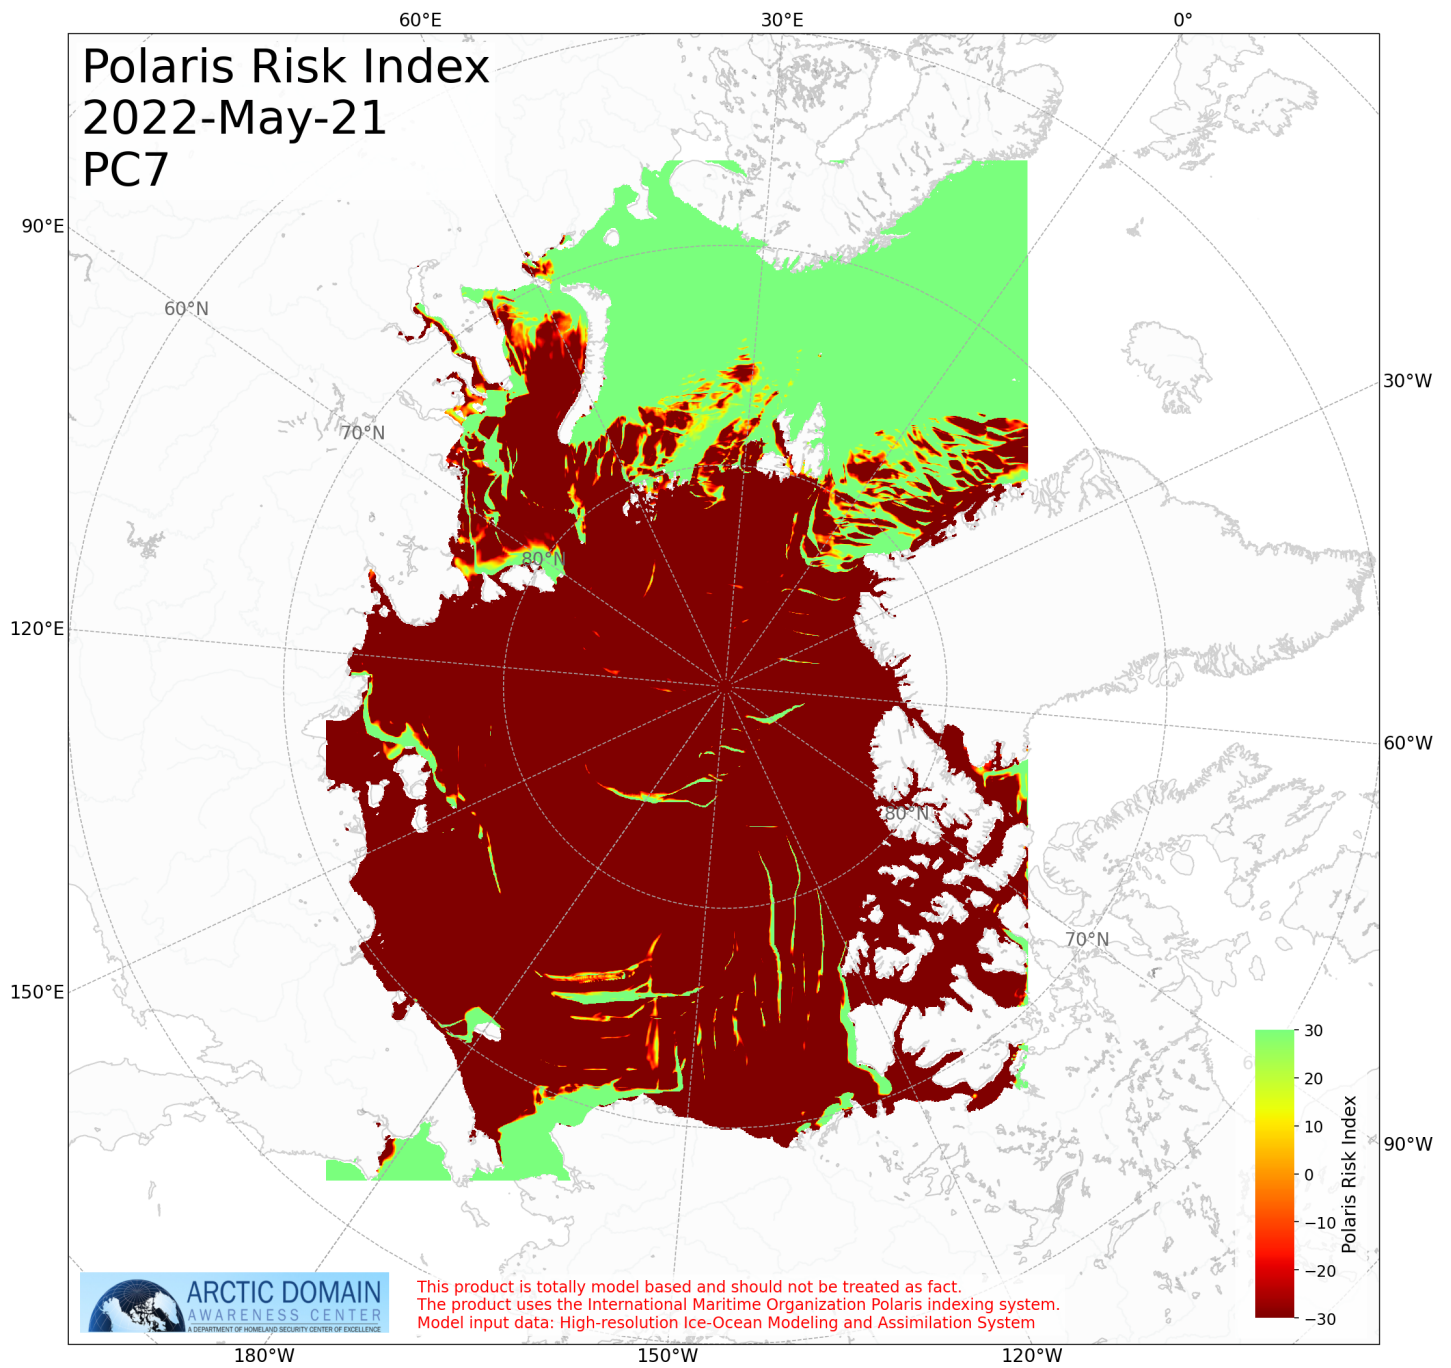 60°E
30°E
0°
Polaris Risk Index
2022-May-21
PC7
90°E
60°N
30°W
70°N
80°N
120°E
60°W
80°N
70°N
150°E
30
20
10
0
−10
−20
−30
Polaris Risk Index
90°W
ARCTIC DOMAIN
AWARENESS CENTER
A DEPARTMENT OF HOMELAND SECURITY CENTER OF EXCELLENCE
This product is totally model based and should not be treated as fact.
The product uses the International Maritime Organization Polaris indexing system.
Model input data: High-resolution Ice-Ocean Modeling and Assimilation System
180°W
150°W
120°W